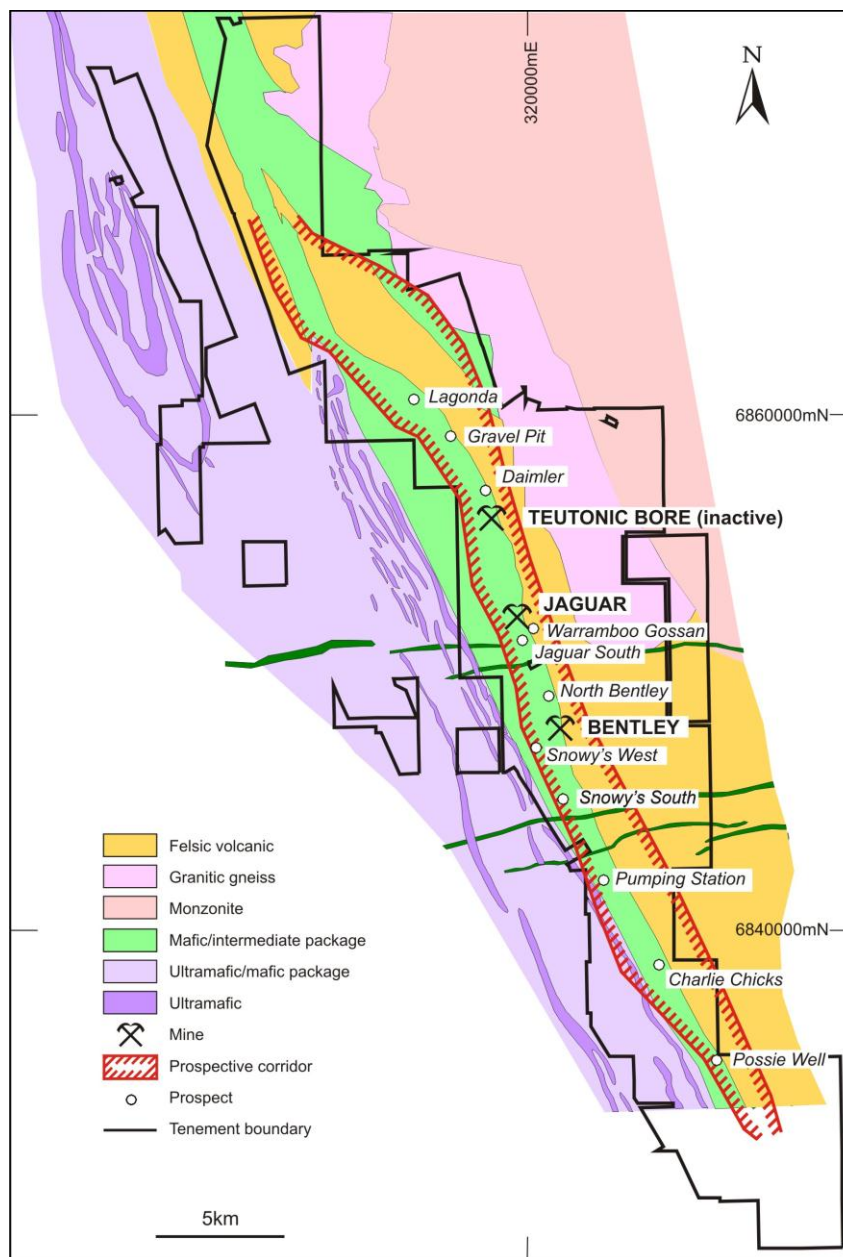 320000mE
N
Lagonda
6860000mN
Gravel Pit
Daimler
TEUTONIC BORE (inactive)
JAGUAR
Warramboo Gossan
Jaguar South
North Bentley
BENTLEY
Snowy's West
Snowy's South
Pumping Station
6840000mN
Charlie Chicks
Possie Well
Felsic volcanic
Granitic gneiss
Monzonite
Mafic/intermediate package
Ultramafic/mafic package
Ultramafic
Mine
Prospective corridor
Prospect
Tenement boundary
5km